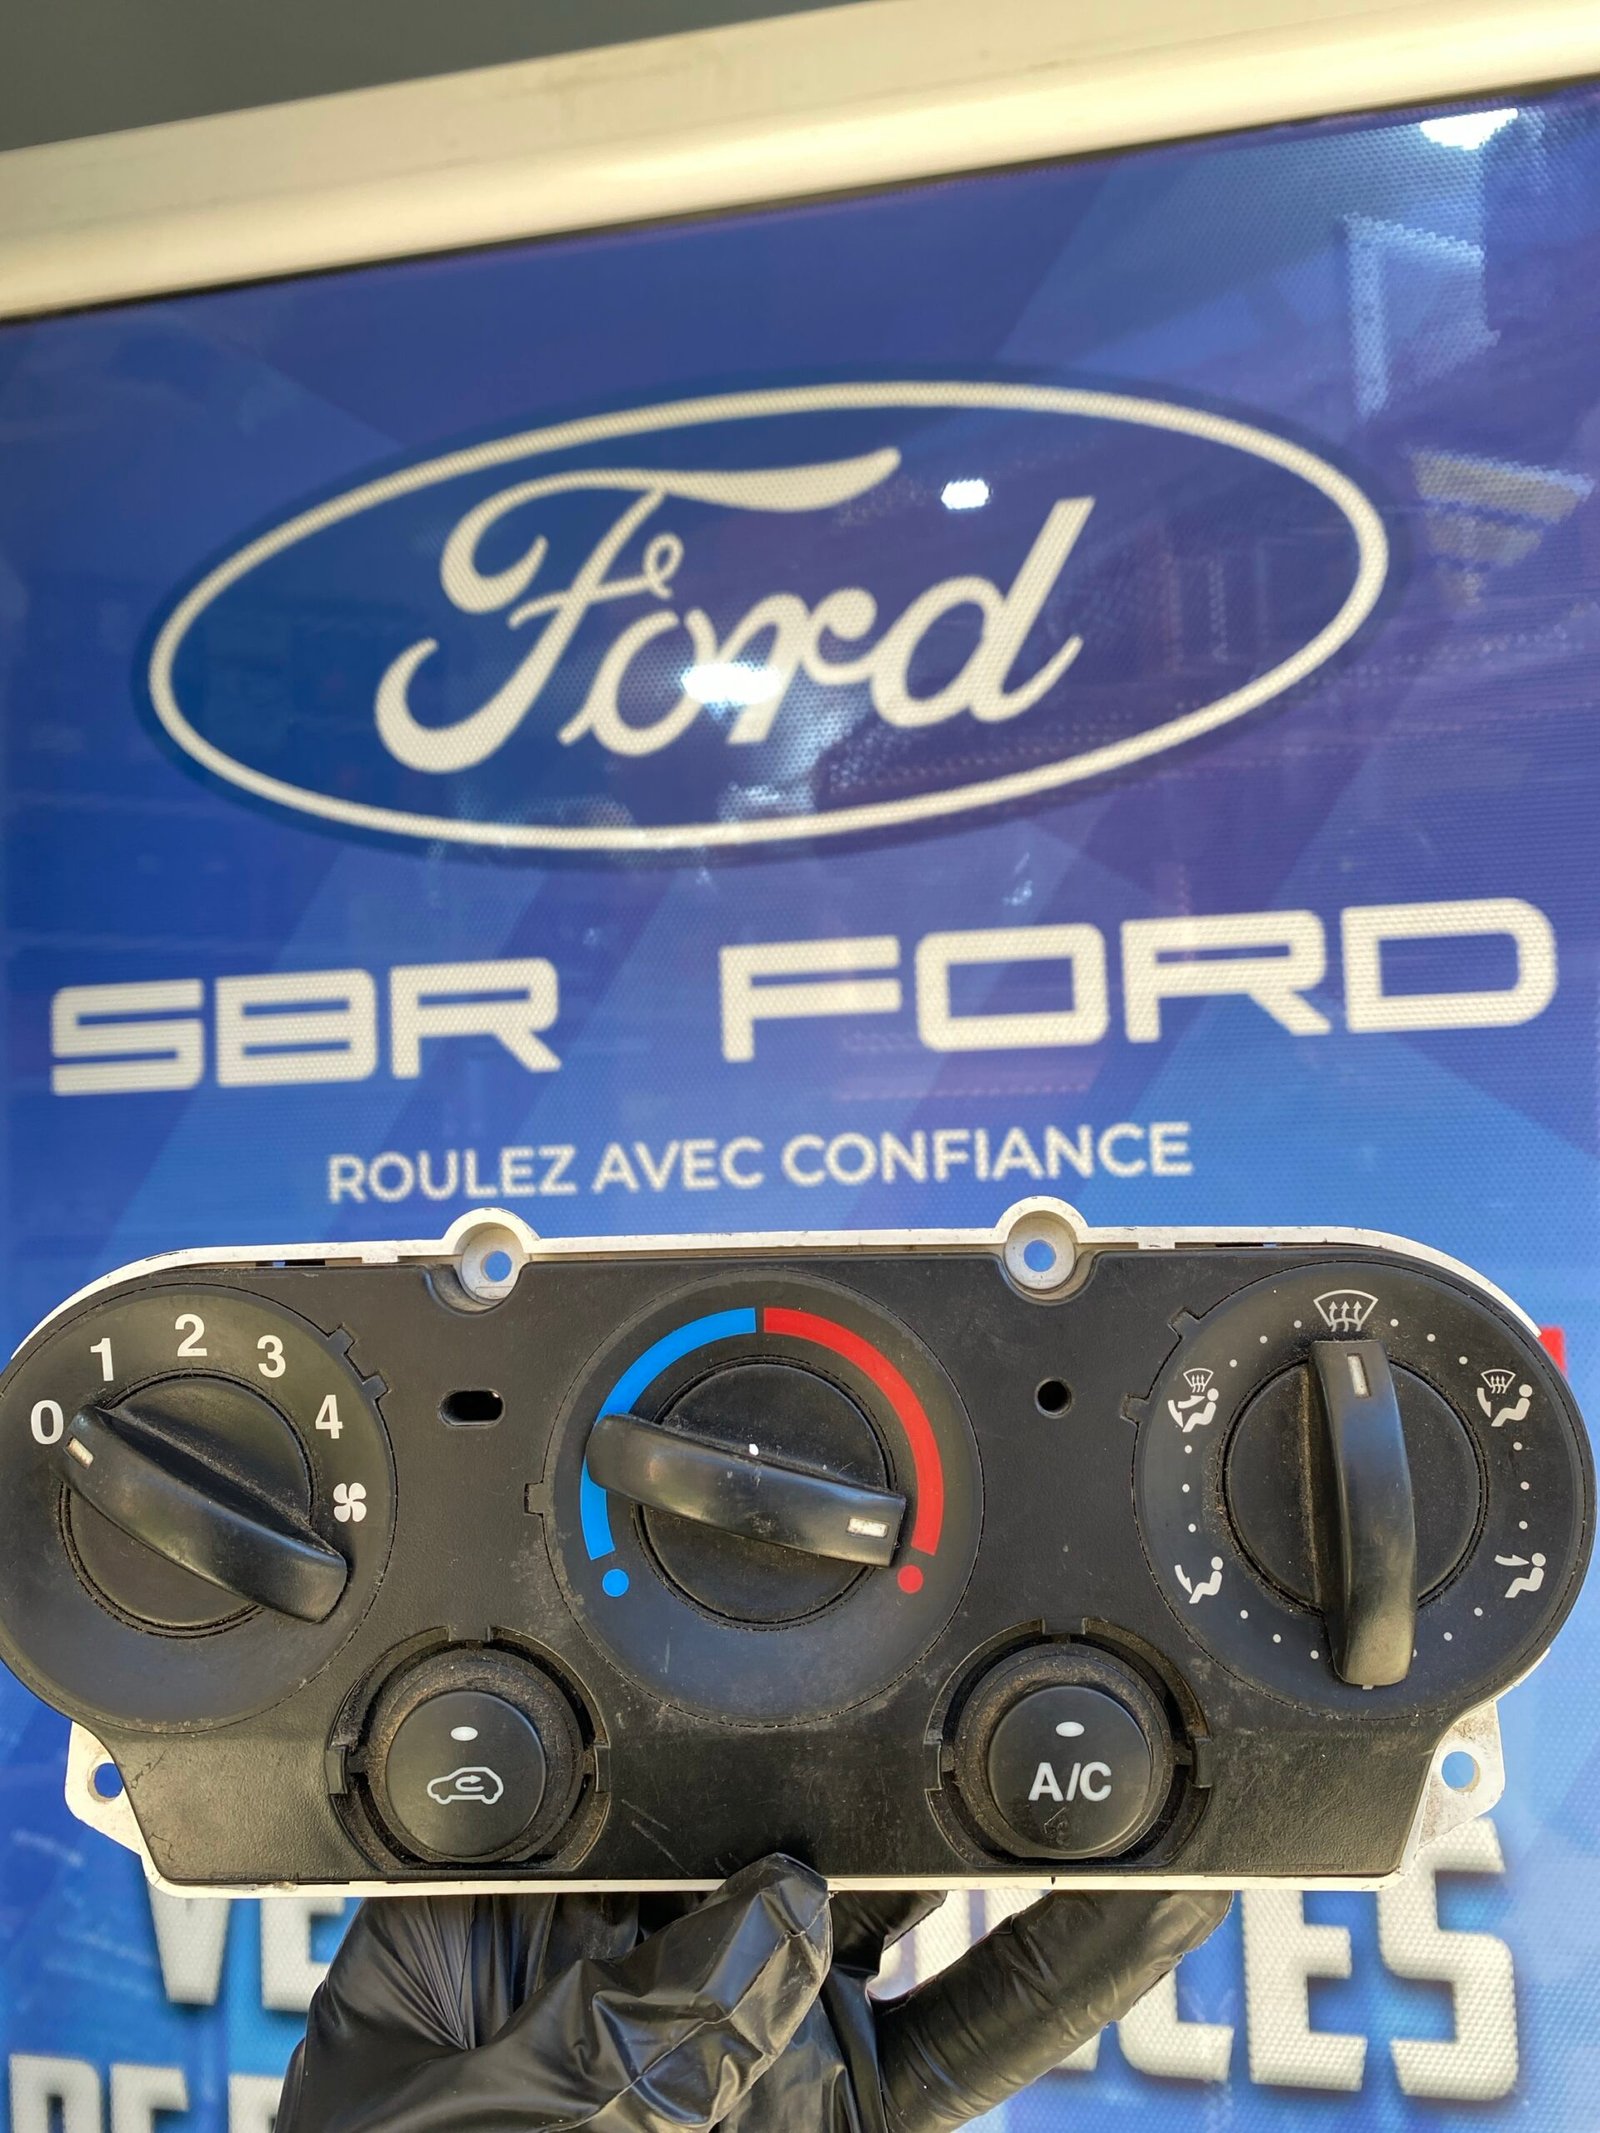 Ford
SBR FORD
ROULEZ AVEC CONFIANCE
0 1 2 3 4
A/C